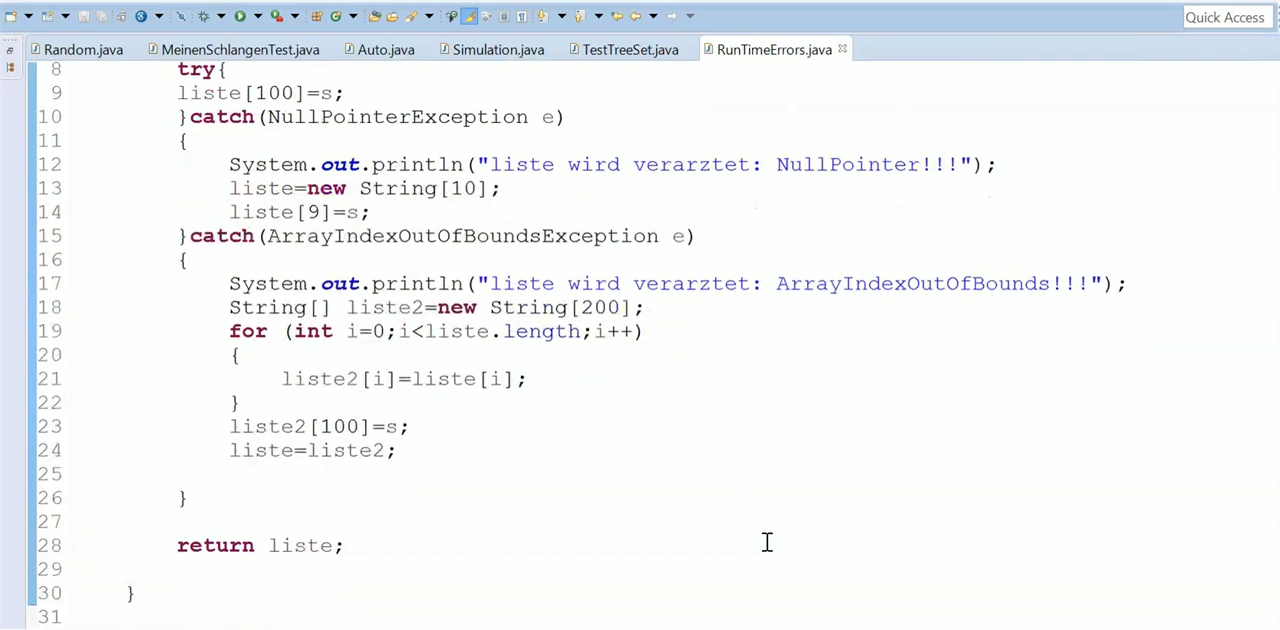 Quick Access
Random.java MeinenSchlangenTest.java Auto.java Simulation.java TestTreeSet.java RunTimeErrors.java
8 try{
9 liste[100]=s;
10 }catch(NullPointerException e)
11 {
12 System.out.println("liste wird verarztet: NullPointer!!!");
13 liste=new String[10];
14 liste[9]=s;
15 }catch(ArrayIndexOutOfBoundsException e)
16 {
17 System.out.println("liste wird verarztet: ArrayIndexOutOfBounds!!!");
18 String[] liste2=new String[200];
19 for (int i=0;i<liste.length;i++)
20 {
21 liste2[i]=liste[i];
22 }
23 liste2[100]=s;
24 liste=liste2;
25
26 }
27
28 return liste;
29
30 }
31